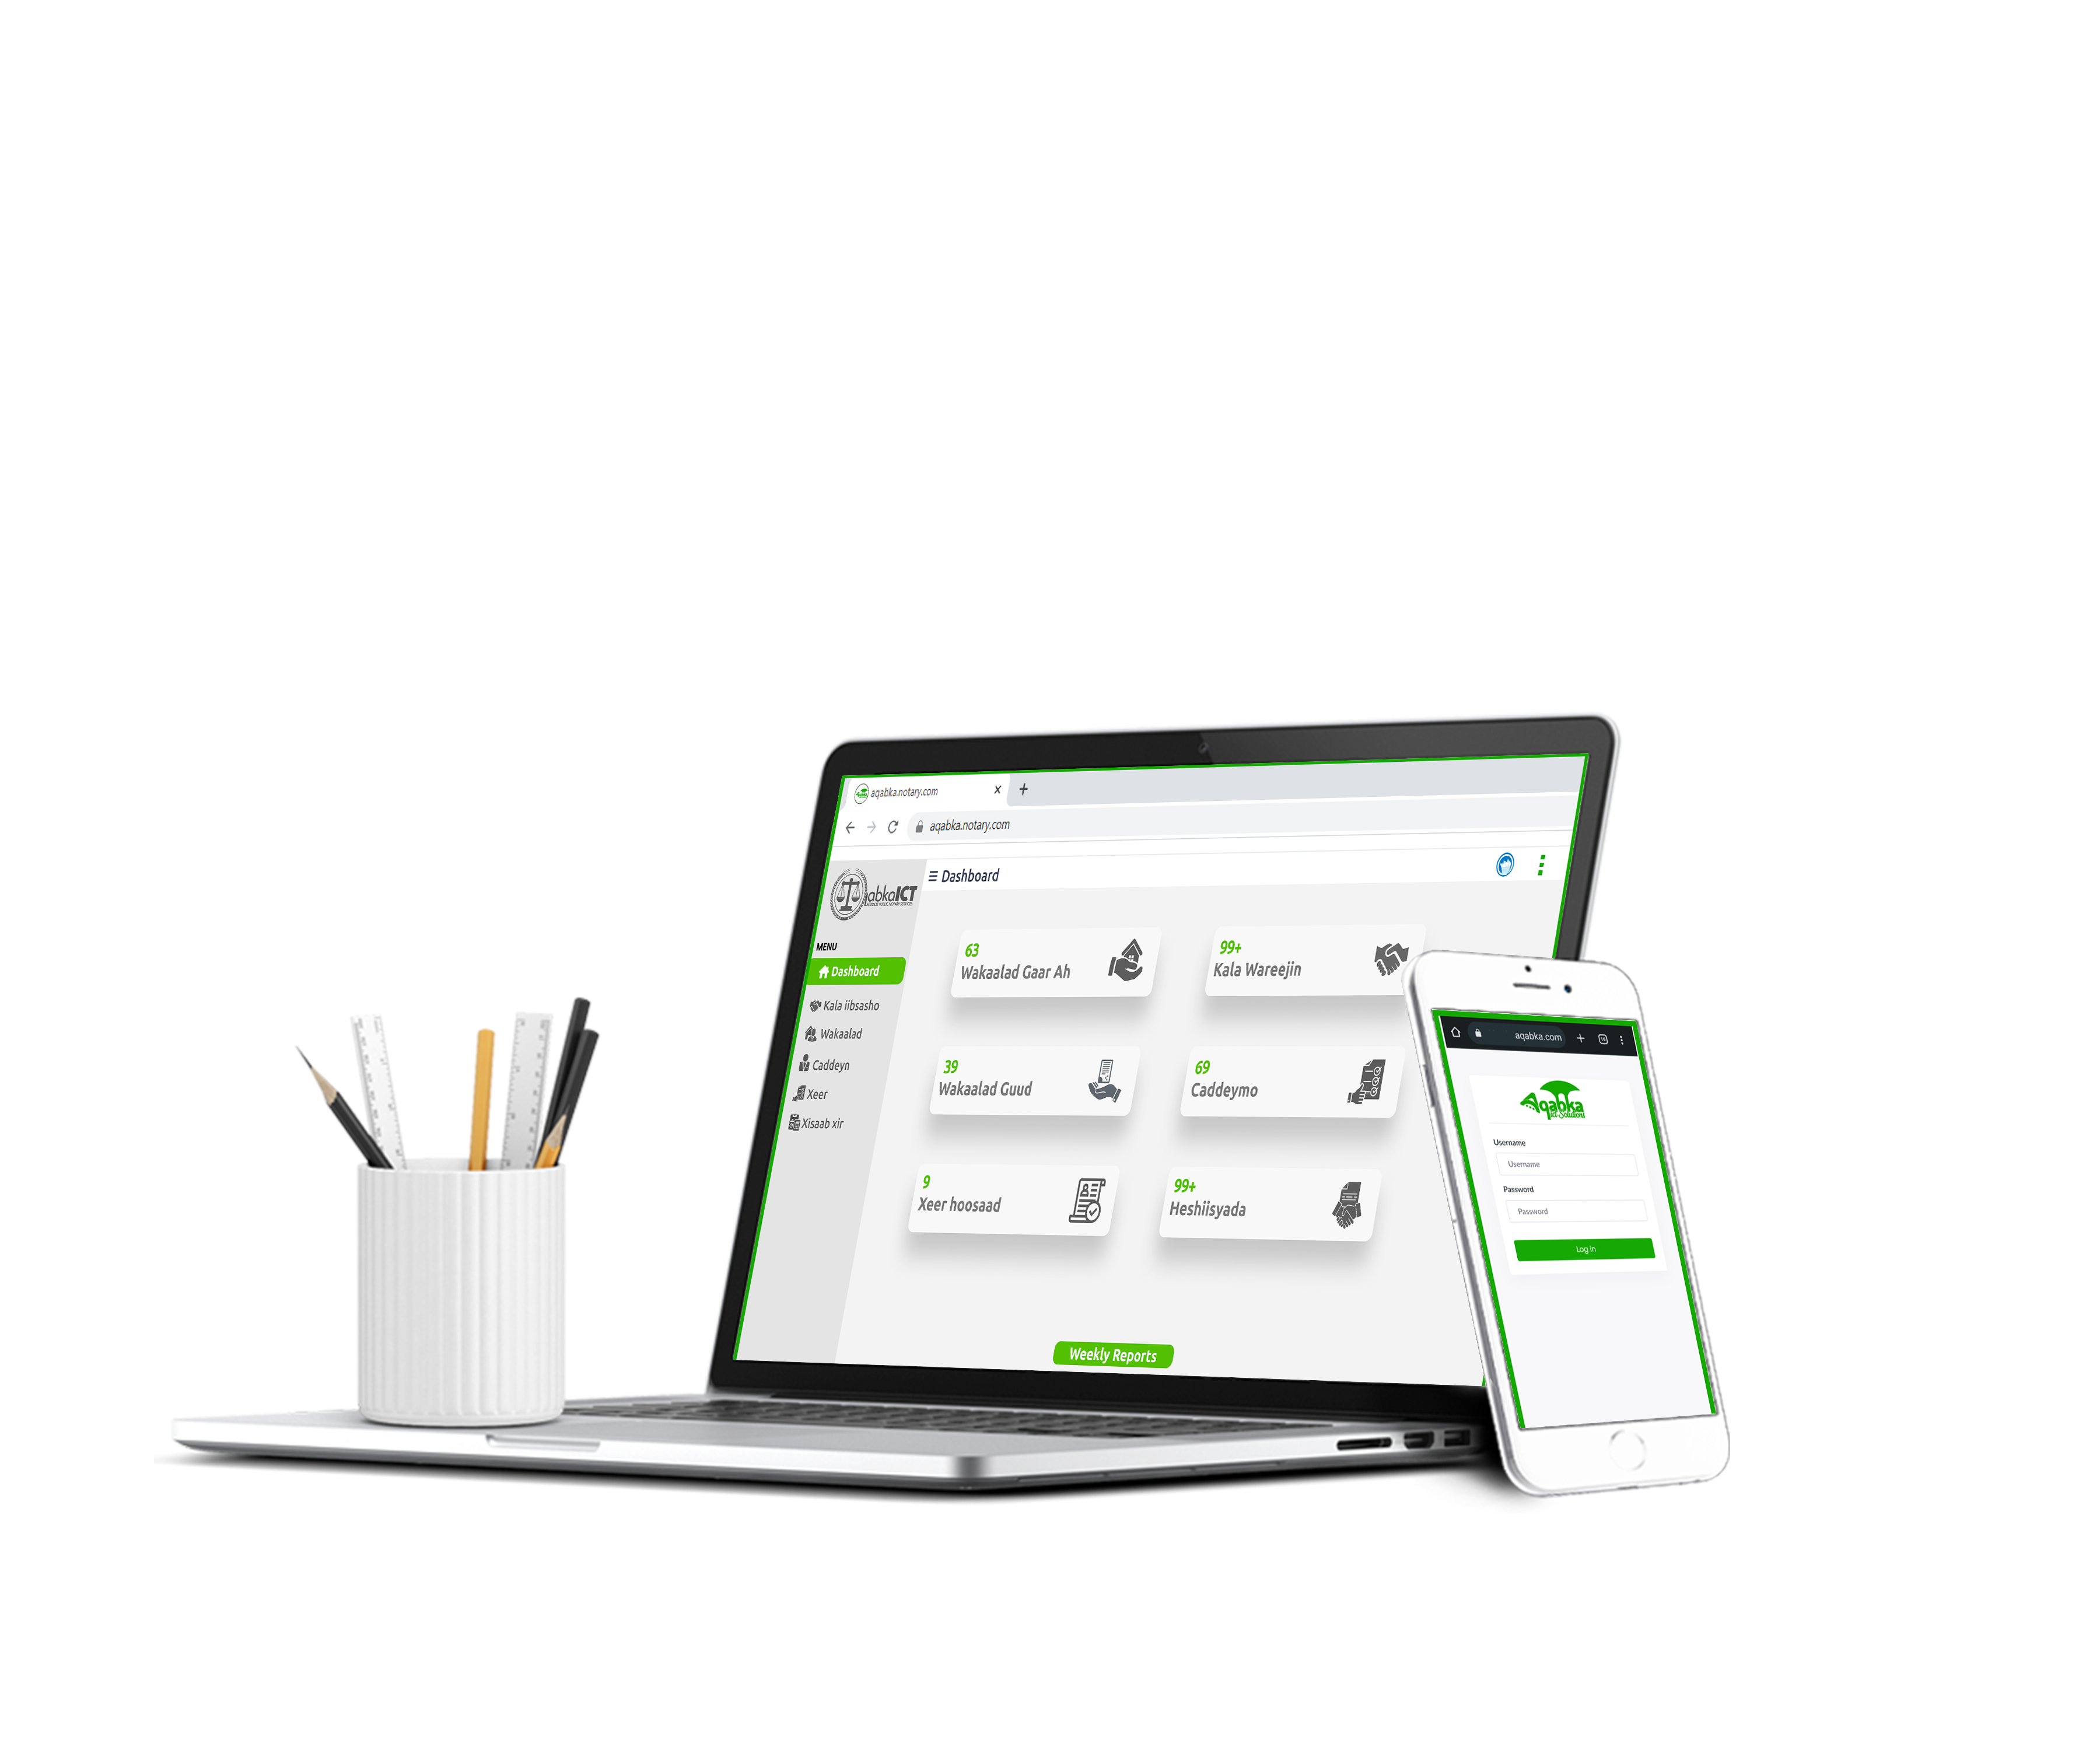 aqabka.notary.com
aqabka.notary.com
abkaICT
Dashboard
MENU
Dashboard
Kala iibsasho
Wakaalad
Caddeyn
Xeer
Xisaab xir
63
Wakaalad Gaar Ah
99+
Kala Wareejin
39
Wakaalad Guud
69
Caddeymo
9
Xeer hoosaad
99+
Heshiisyada
Weekly Reports
aqabka.com
Aqabka
ICT Solutions
Username
Username
Password
Password
Log in